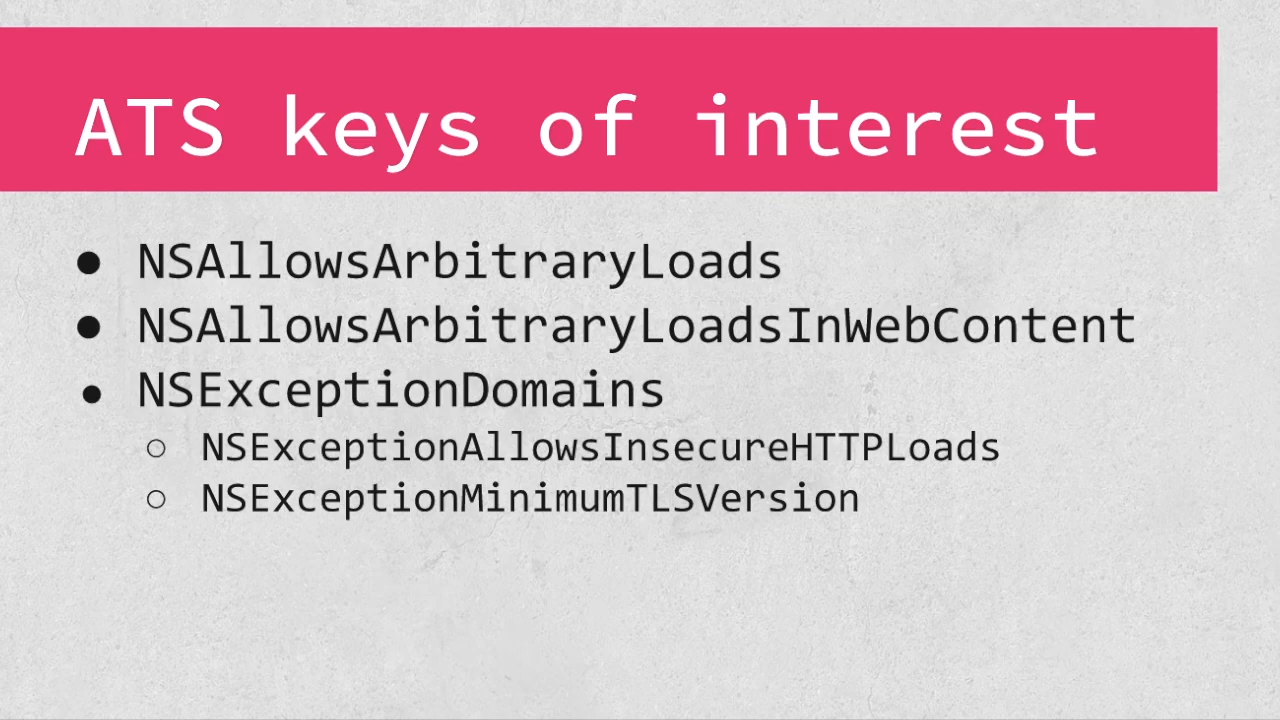 ATS keys of interest
● NSAllowsArbitraryLoads
● NSAllowsArbitraryLoadsInWebContent
● NSExceptionDomains
○ NSExceptionAllowsInsecureHTTPLoads
○ NSExceptionMinimumTLSVersion